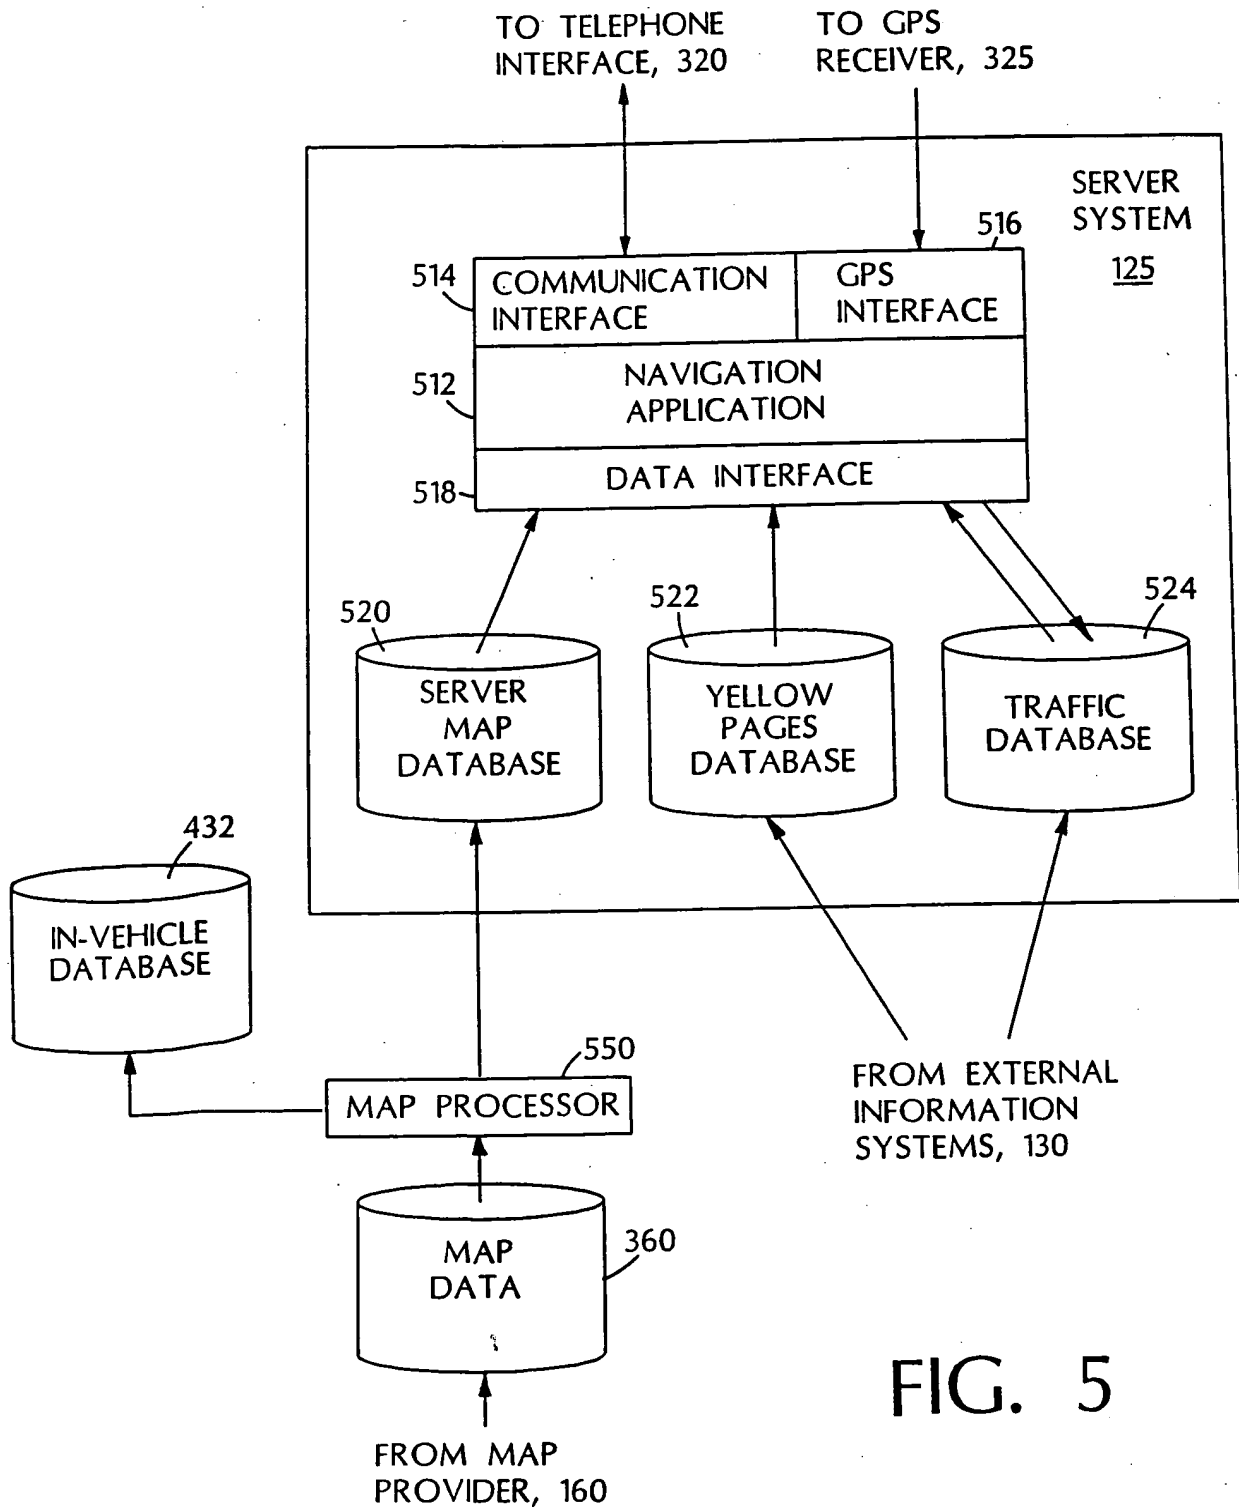 TO TELEPHONE
INTERFACE, 320
TO GPS
RECEIVER, 325
SERVER
SYSTEM
125
516
514
COMMUNICATION
INTERFACE
GPS
INTERFACE
512
NAVIGATION
APPLICATION
518
DATA INTERFACE
520
SERVER
MAP
DATABASE
522
YELLOW
PAGES
DATABASE
524
TRAFFIC
DATABASE
432
IN-VEHICLE
DATABASE
550
MAP PROCESSOR
FROM EXTERNAL
INFORMATION
SYSTEMS, 130
360
MAP
DATA
FROM MAP
PROVIDER, 160
FIG. 5